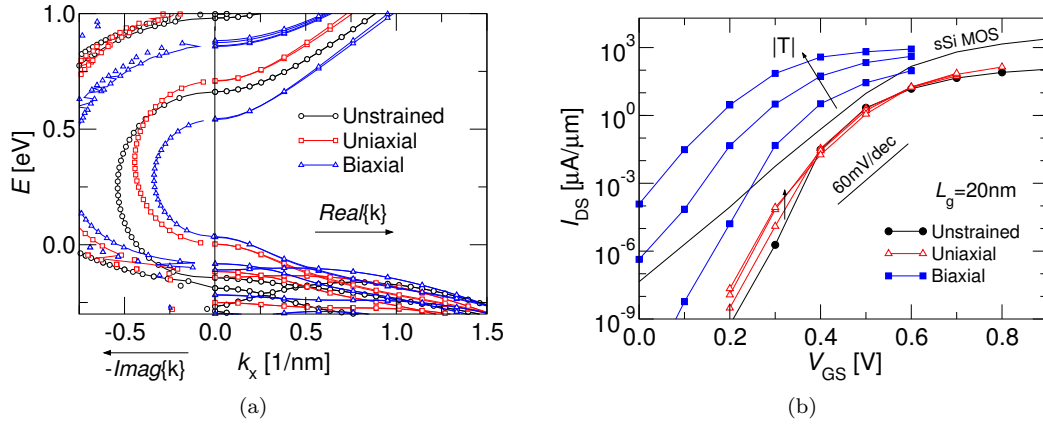 1.0
0.5
0.0
E [eV]
Unstrained
Uniaxial
Biaxial
Real{k}
-0.5 0.0 0.5 1.0 1.5
-Imag{k}
k_x [1/nm]
(a)
10^3
10^0
10^-3
10^-6
10^-9
I_DS [μA/μm]
|T|
sSi MOS
60mV/dec
L_g=20nm
Unstrained
Uniaxial
Biaxial
0.0 0.2 0.4 0.6 0.8
V_GS [V]
(b)